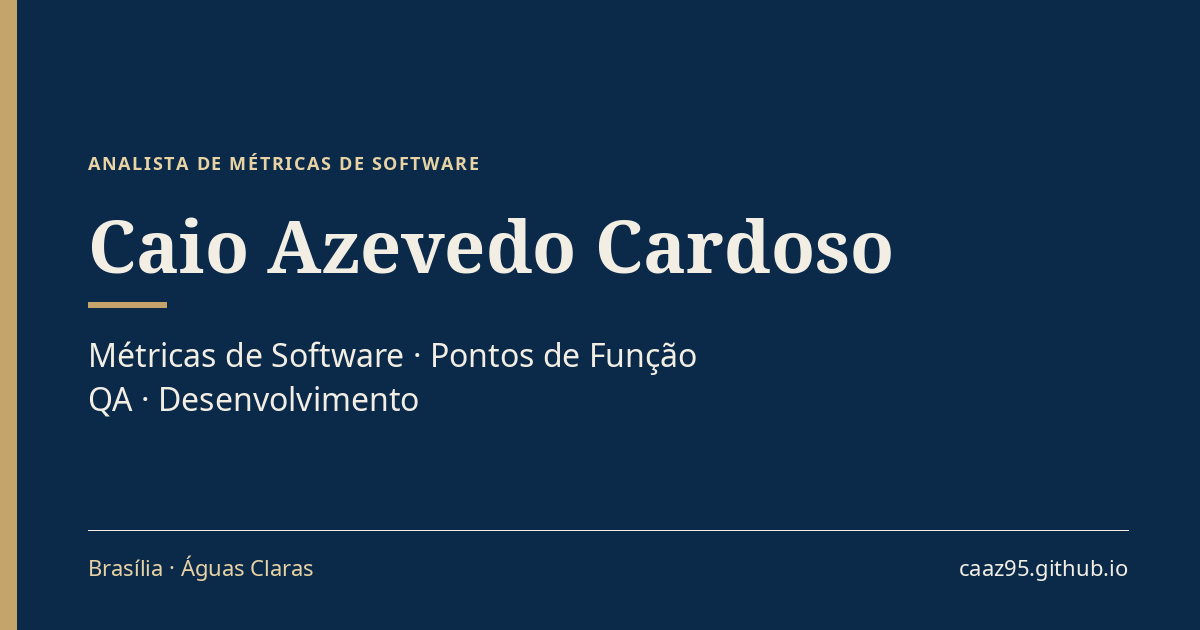 ANALISTA DE MÉTRICAS DE SOFTWARE
Caio Azevedo Cardoso
Métricas de Software · Pontos de Função
QA · Desenvolvimento
Brasília · Águas Claras
caaz95.github.io